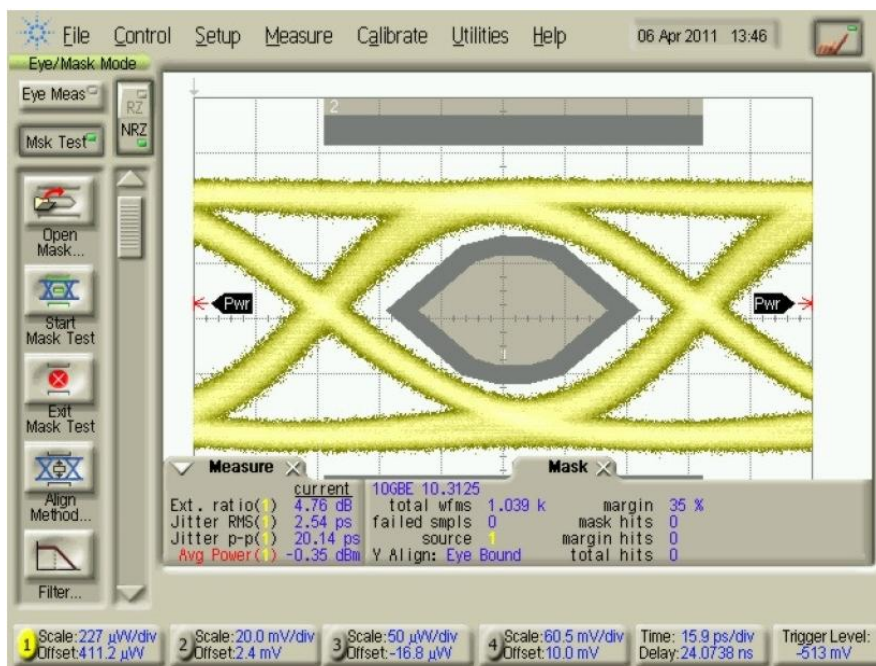 File Control Setup Measure Calibrate Utilities Help 06 Apr 2011 13:46
Eye/Mask Mode
Eye Meas
RZ
NRZ
Msk Test
2
Open
Mask...
Start
Mask Test
Pwr
Pwr
1
Exit
Mask Test
Align
Method...
Filter...
Measure
current
Ext. ratio(1) 4.76 dB
Jitter RMS(1) 2.54 ps
Jitter p-p(1) 20.14 ps
Avg Power(1) -0.35 dBm
Mask
10GBE 10.3125
total wfms 1.039 k margin 35 %
failed smpls 0 mask hits 0
source 1 margin hits 0
Y Align: Eye Bound total hits 0
1 Scale:227 µW/div
Offset:411.2 µW
2 Scale:20.0 mV/div
Offset:2.4 mV
3 Scale:50 µW/div
Offset:-16.8 µW
4 Scale:60.5 mV/div
Offset:10.0 mV
Time: 15.9 ps/div
Delay:24.0738 ns
Trigger Level:
-513 mV